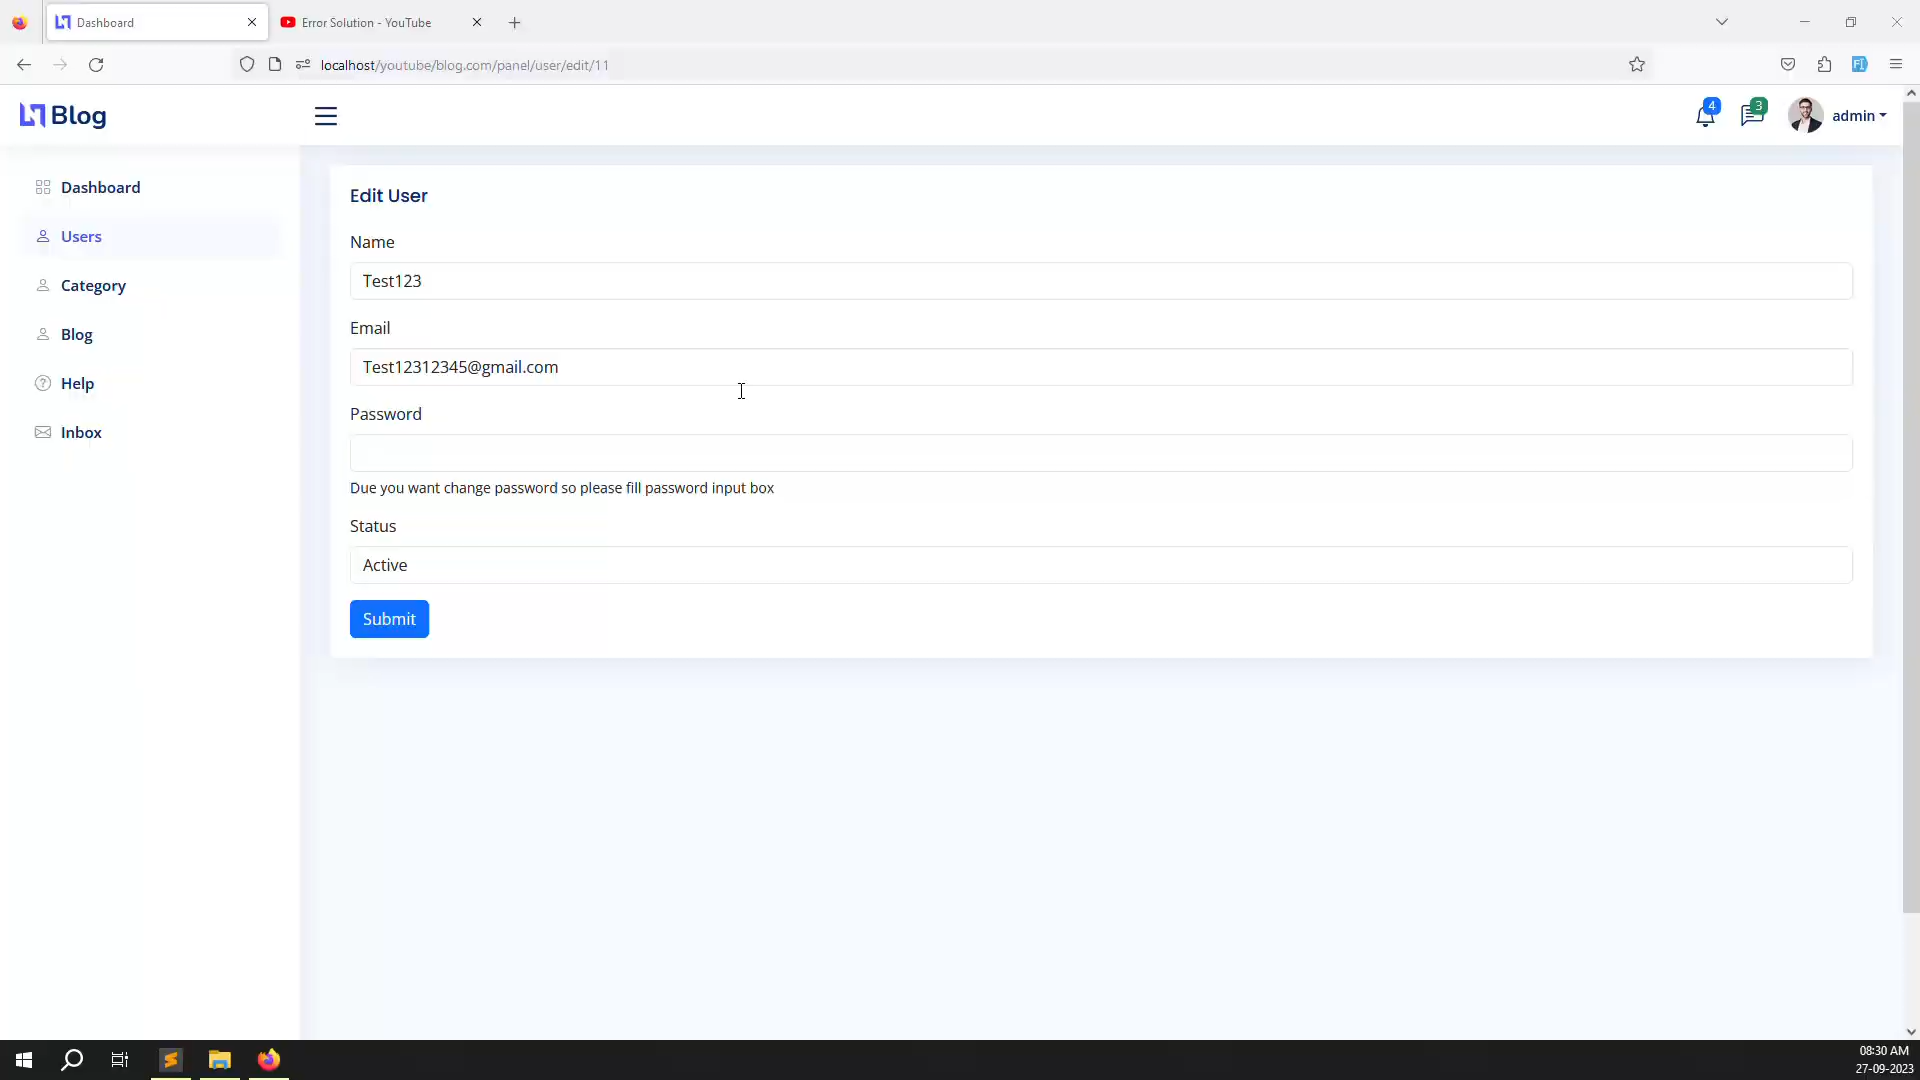 Dashboard
Error Solution - YouTube
localhost/youtube/blog.com/panel/user/edit/11
Blog
4
3
admin
Dashboard
Users
Category
Blog
Help
Inbox
Edit User
Name
Test123
Email
Test12312345@gmail.com
Password
Due you want change password so please fill password input box
Status
Active
Submit
08:30 AM
27-09-2023